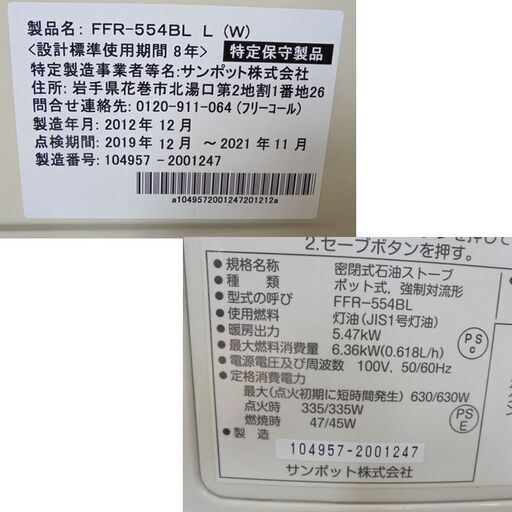 製品名: FFR-554BL L (W)
<設計標準使用期間 8年> 特定保守製品
特定製造事業者等名:サンポット株式会社
住所: 岩手県花巻市北湯口第2地割1番地26
問合せ連絡先: 0120-911-064 (フリーコール)
製造年月: 2012年 12月
点検期間: 2019年 12月 ～ 2021年 11月
製造番号: 104957 - 2001247
a1049572001247201212a
2.セーブボタンを押す。
●規格名称 密閉式石油ストーブ
●種類 ポット式, 強制対流形
●型式の呼び FFR-554BL
●使用燃料 灯油 (JIS1号灯油)
●暖房出力 5.47kW
●最大燃料消費量 6.36kW(0.618L/h)
●電源電圧及び周波数 100V, 50/60Hz
●定格消費電力
最大(点火初期に短時間発生) 630/630W
点火時 335/335W
燃焼時 47/45W
●製造 104957-2001247
サンポット株式会社
PS
C
PS
E